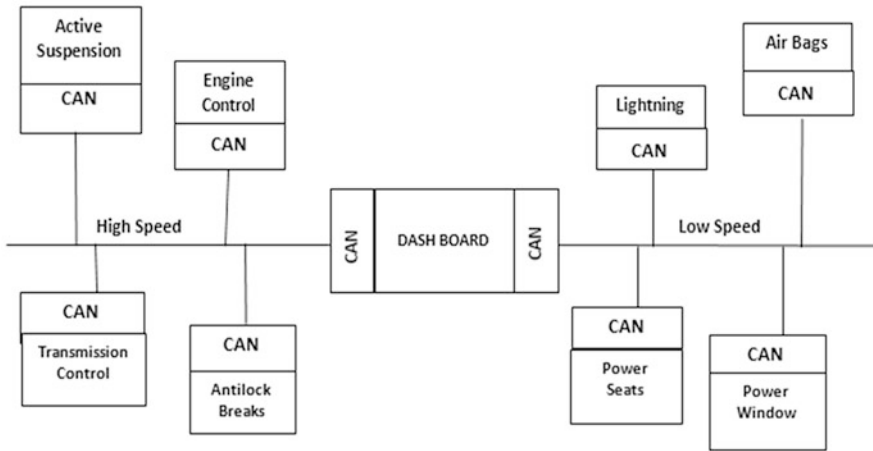 Active
Suspension
CAN
Engine
Control
CAN
Lightning
CAN
Air Bags
CAN
High Speed
CAN
DASH BOARD
CAN
Low Speed
CAN
Transmission
Control
CAN
Antilock
Breaks
CAN
Power
Seats
CAN
Power
Window